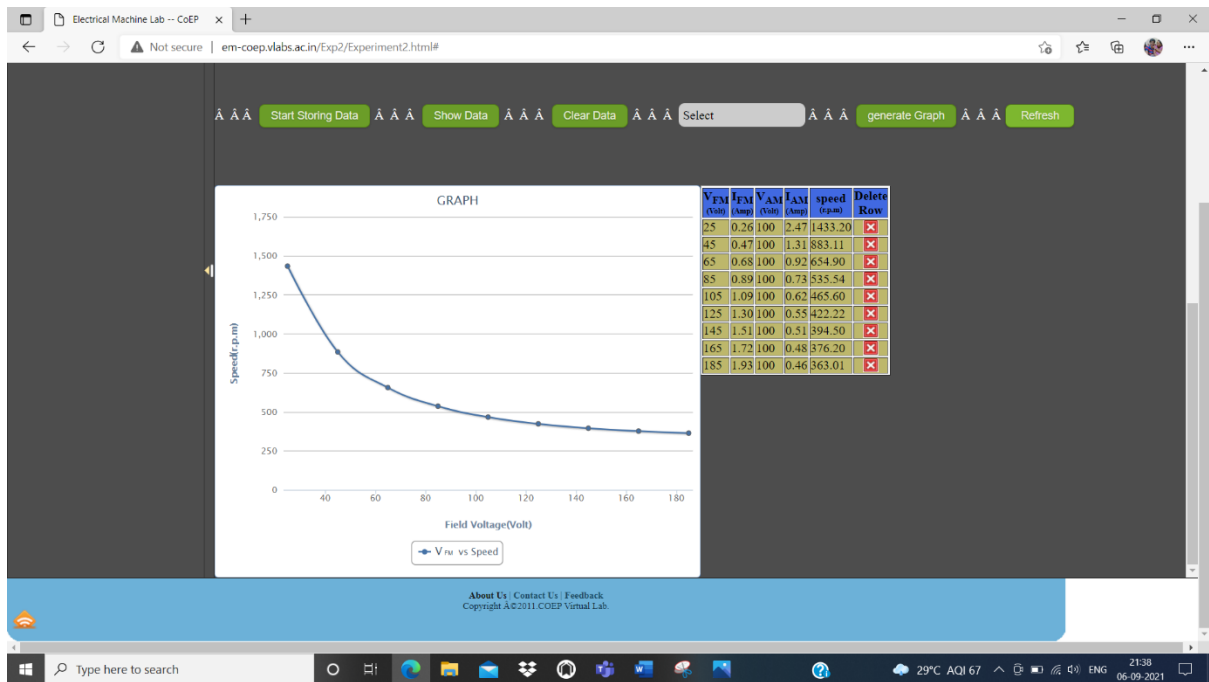 Electrical Machine Lab -- CoEP
Not secure | em-coep.vlabs.ac.in/Exp2/Experiment2.html#
Â Â Â Start Storing Data Â Â Â Show Data Â Â Â Clear Data Â Â Â Select Â Â Â generate Graph Â Â Â Refresh
GRAPH
1,750
1,500
1,250
1,000
750
500
250
0
Speed(r.p.m)
40 60 80 100 120 140 160 180
Field Voltage(Volt)
V FM vs Speed
VFM (Volt) IFM (Amp) VAM (Volt) IAM (Amp) speed (r.p.m) Delete Row
25 0.26 100 2.47 1433.20
45 0.47 100 1.31 883.11
65 0.68 100 0.92 654.90
85 0.89 100 0.73 535.54
105 1.09 100 0.62 465.60
125 1.30 100 0.55 422.22
145 1.51 100 0.51 394.50
165 1.72 100 0.48 376.20
185 1.93 100 0.46 363.01
About Us | Contact Us | Feedback
Copyright Â©2011.COEP Virtual Lab.
Type here to search
29°C AQI 67 ENG 21:38
06-09-2021